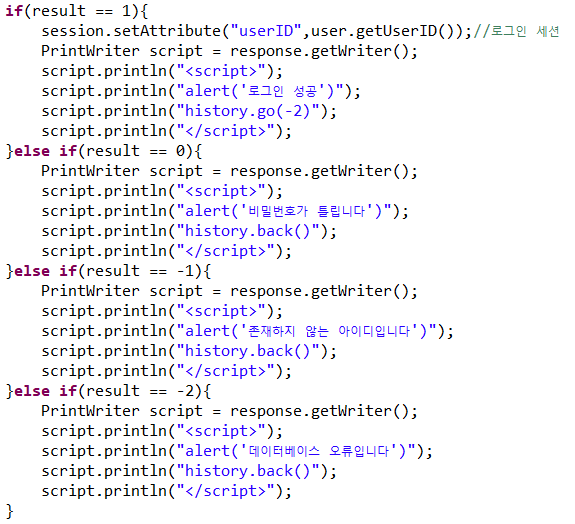 if(result == 1){
    session.setAttribute("userID",user.getUserID());//로그인 세션
    PrintWriter script = response.getWriter();
    script.println("<script>");
    script.println("alert('로그인 성공')");
    script.println("history.go(-2)");
    script.println("</script>");
}else if(result == 0){
    PrintWriter script = response.getWriter();
    script.println("<script>");
    script.println("alert('비밀번호가 틀립니다')");
    script.println("history.back()");
    script.println("</script>");
}else if(result == -1){
    PrintWriter script = response.getWriter();
    script.println("<script>");
    script.println("alert('존재하지 않는 아이디입니다')");
    script.println("history.back()");
    script.println("</script>");
}else if(result == -2){
    PrintWriter script = response.getWriter();
    script.println("<script>");
    script.println("alert('데이터베이스 오류입니다')");
    script.println("history.back()");
    script.println("</script>");
}